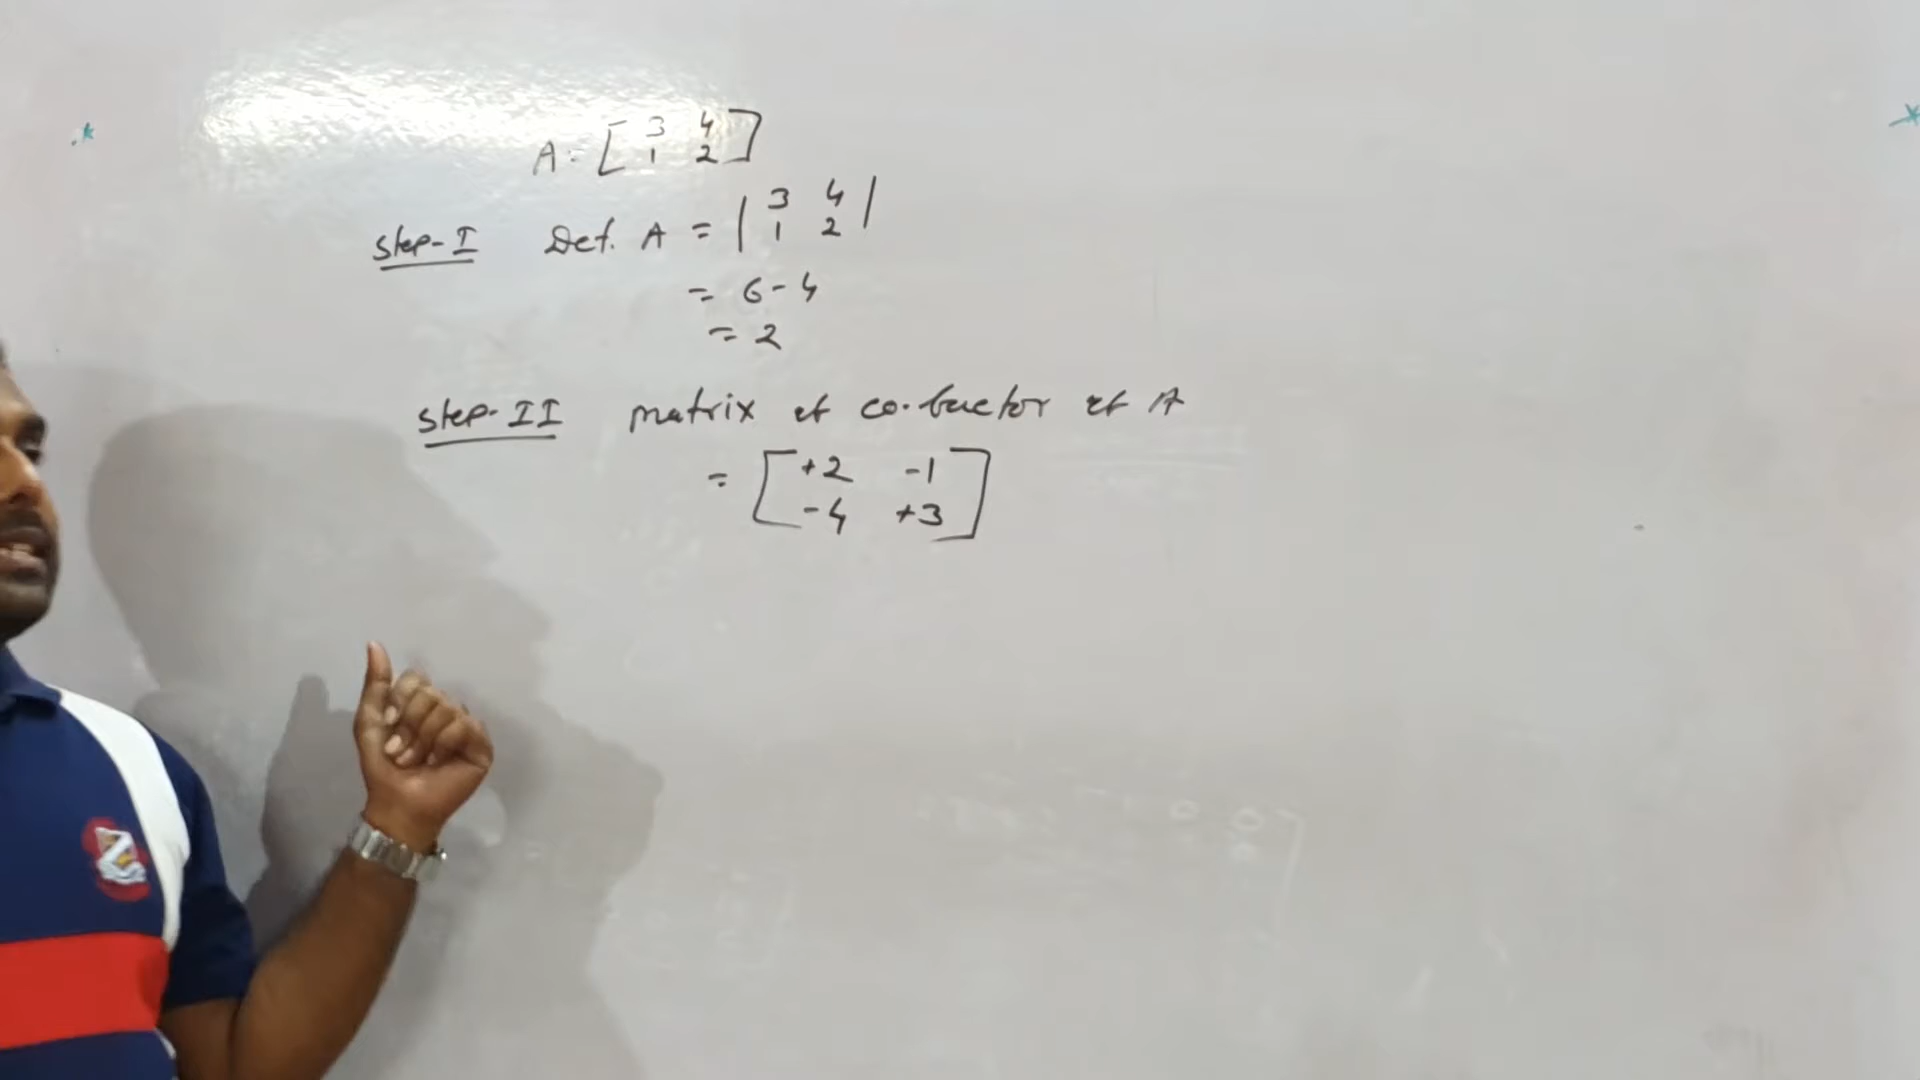 A = [ 3 4
1 2 ]
Step-I Det. A = | 3 4
1 2 |
= 6 - 4
= 2
Step-II matrix of co-factor of A
= [ +2 -1
-4 +3 ]